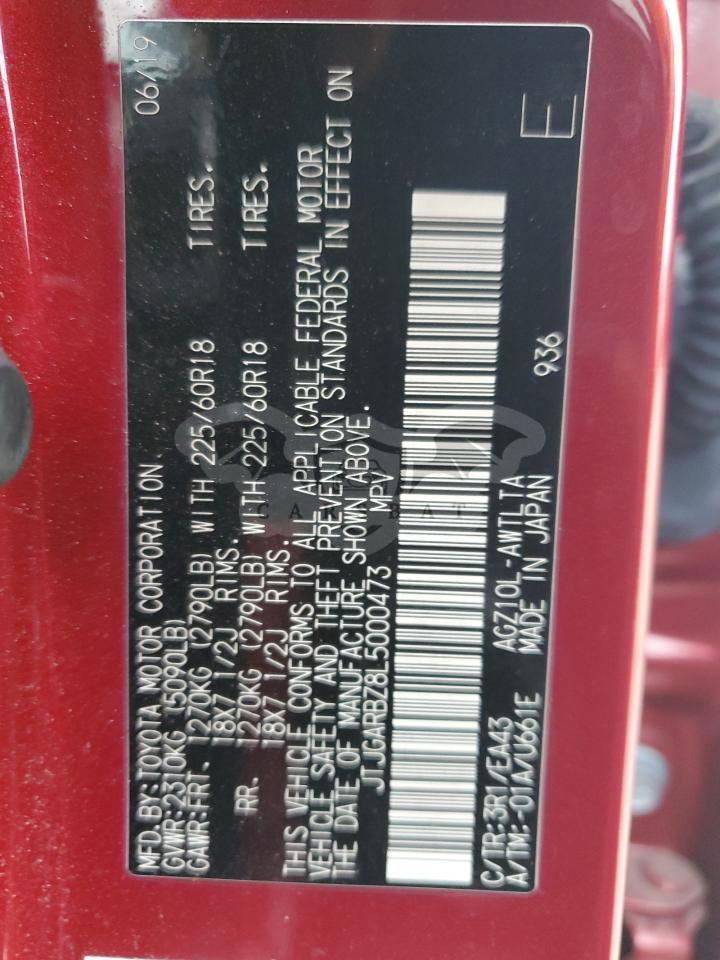 MFD.BY:TOYOTA MOTOR CORPORATION 06/19
GVWR:2310KG (5090LB)
GAWR:FRT. 1270KG (2790LB) WITH 225/60R18 TIRES.
18X7 1/2J RIMS.
RR. 1270KG (2790LB) WITH 225/60R18 TIRES.
18X7 1/2J RIMS.
THIS VEHICLE CONFORMS TO ALL APPLICABLE FEDERAL MOTOR
VEHICLE SAFETY AND THEFT PREVENTION STANDARDS IN EFFECT ON
THE DATE OF MANUFACTURE SHOWN ABOVE.
JTJGARBZ8L5000473 MPV
C/TR:3R1/EA43 AGZ10L-AWTLTA
A/TM:-01A/U661E MADE IN JAPAN 936
E